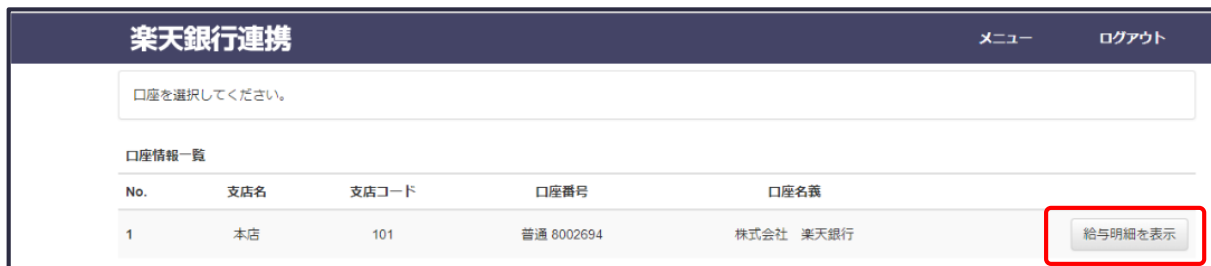 楽天銀行連携 メニュー ログアウト
口座を選択してください。
口座情報一覧
No. 支店名 支店コード 口座番号 口座名義
1 本店 101 普通 8002694 株式会社 楽天銀行 給与明細を表示